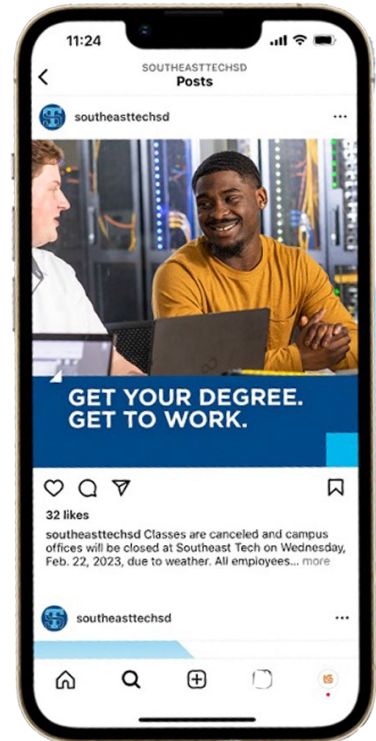 11:24
SOUTHEASTTECHSD
Posts
southeasttechsd
GET YOUR DEGREE.
GET TO WORK.
32 likes
southeasttechsd Classes are canceled and campus
offices will be closed at Southeast Tech on Wednesday,
Feb. 22, 2023, due to weather. All employees... more
southeasttechsd